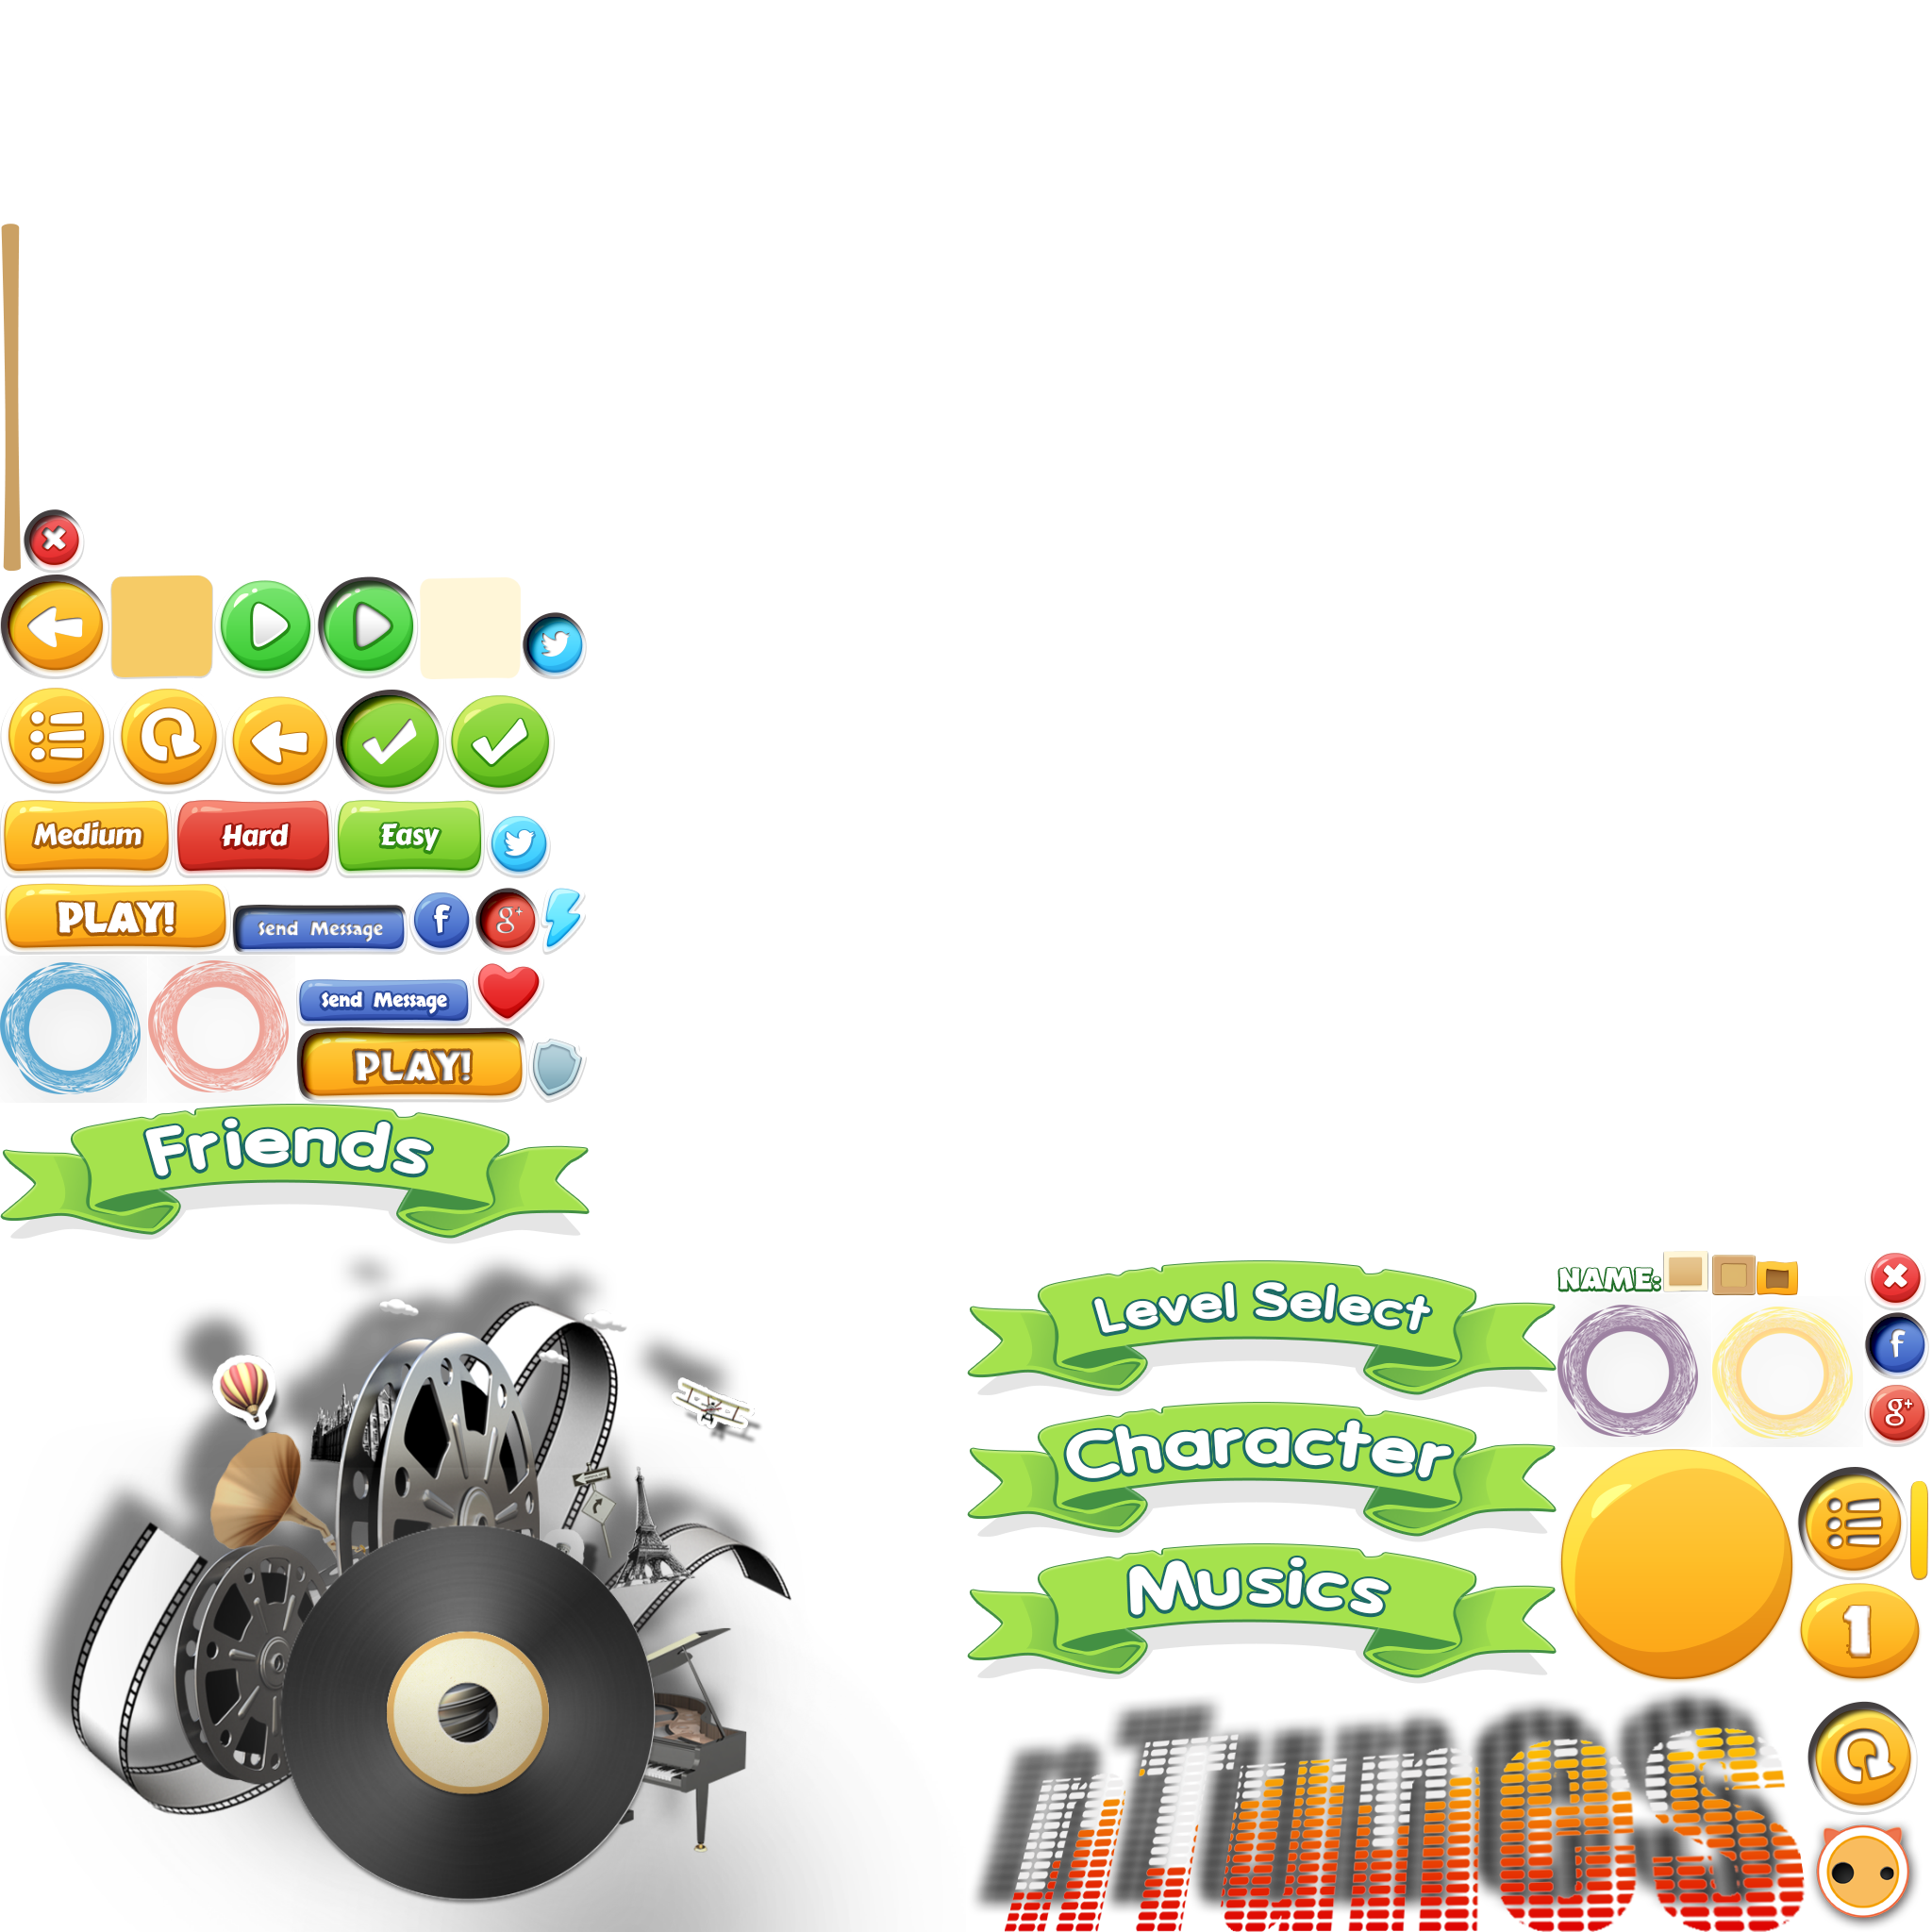 Medium
Hard
Easy
PLAY!
Send Message
f
g+
Send Message
PLAY!
Friends
Level Select
NAME:
f
Character
g+
Musics
1
nTunes